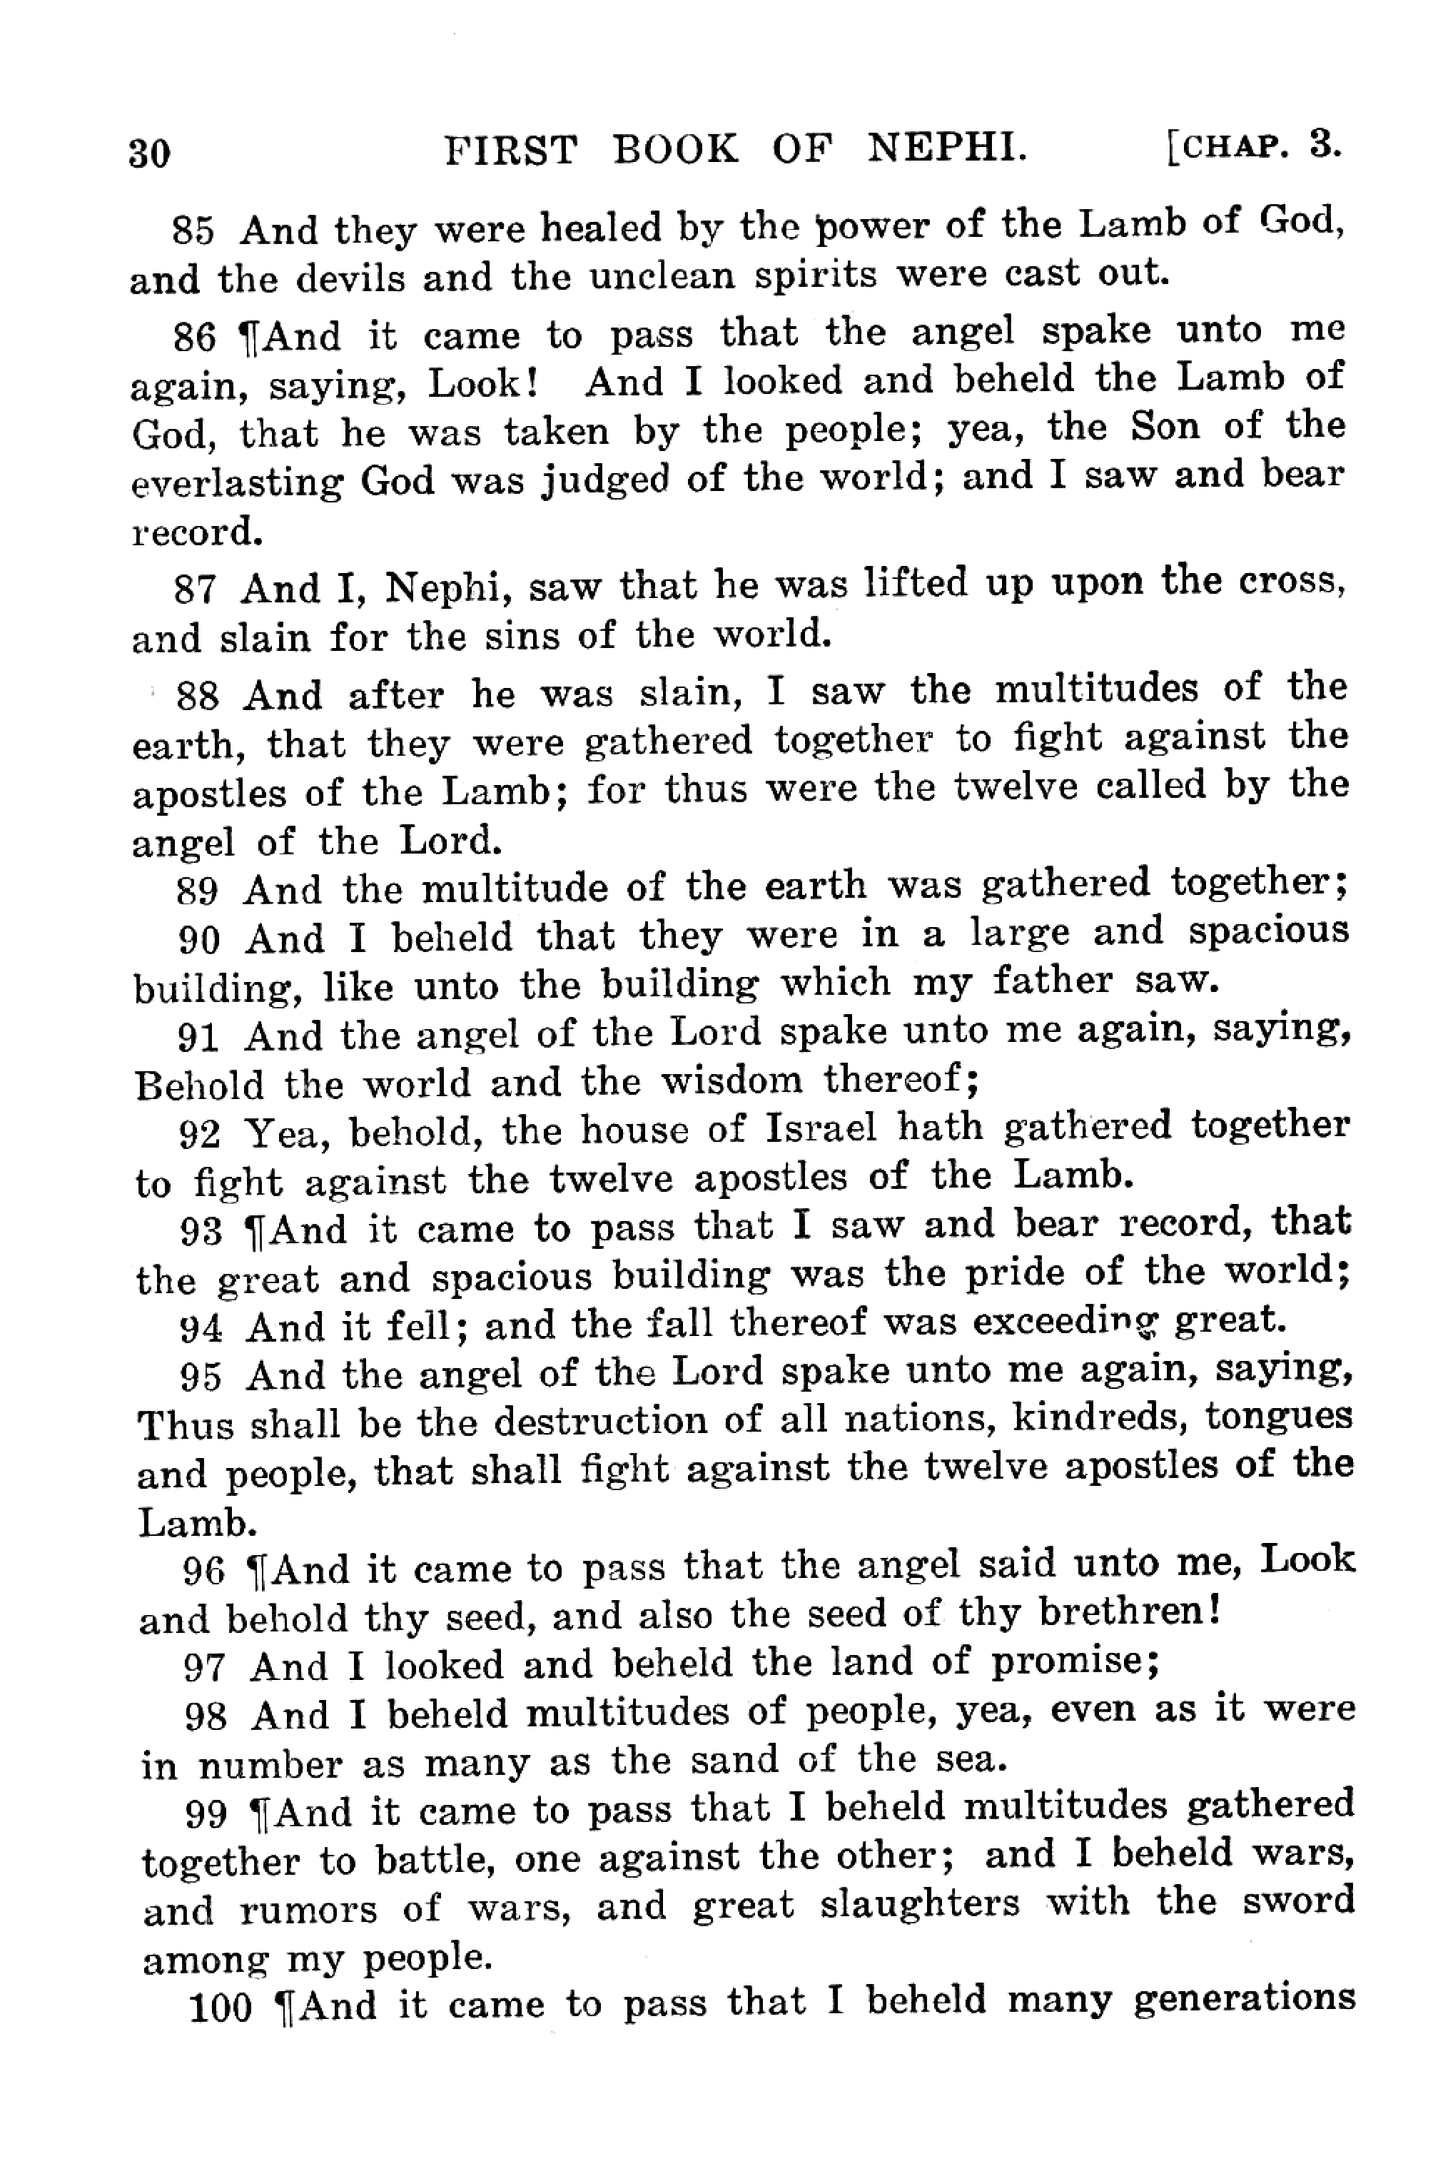 30 FIRST BOOK OF NEPHI. [CHAP. 3.
85 And they were healed by the power of the Lamb of God,
and the devils and the unclean spirits were cast out.
86 ¶And it came to pass that the angel spake unto me
again, saying, Look! And I looked and beheld the Lamb of
God, that he was taken by the people; yea, the Son of the
everlasting God was judged of the world; and I saw and bear
record.
87 And I, Nephi, saw that he was lifted up upon the cross,
and slain for the sins of the world.
88 And after he was slain, I saw the multitudes of the
earth, that they were gathered together to fight against the
apostles of the Lamb; for thus were the twelve called by the
angel of the Lord.
89 And the multitude of the earth was gathered together;
90 And I beheld that they were in a large and spacious
building, like unto the building which my father saw.
91 And the angel of the Lord spake unto me again, saying,
Behold the world and the wisdom thereof;
92 Yea, behold, the house of Israel hath gathered together
to fight against the twelve apostles of the Lamb.
93 ¶And it came to pass that I saw and bear record, that
the great and spacious building was the pride of the world;
94 And it fell; and the fall thereof was exceeding great.
95 And the angel of the Lord spake unto me again, saying,
Thus shall be the destruction of all nations, kindreds, tongues
and people, that shall fight against the twelve apostles of the
Lamb.
96 ¶And it came to pass that the angel said unto me, Look
and behold thy seed, and also the seed of thy brethren!
97 And I looked and beheld the land of promise;
98 And I beheld multitudes of people, yea, even as it were
in number as many as the sand of the sea.
99 ¶And it came to pass that I beheld multitudes gathered
together to battle, one against the other; and I beheld wars,
and rumors of wars, and great slaughters with the sword
among my people.
100 ¶And it came to pass that I beheld many generations